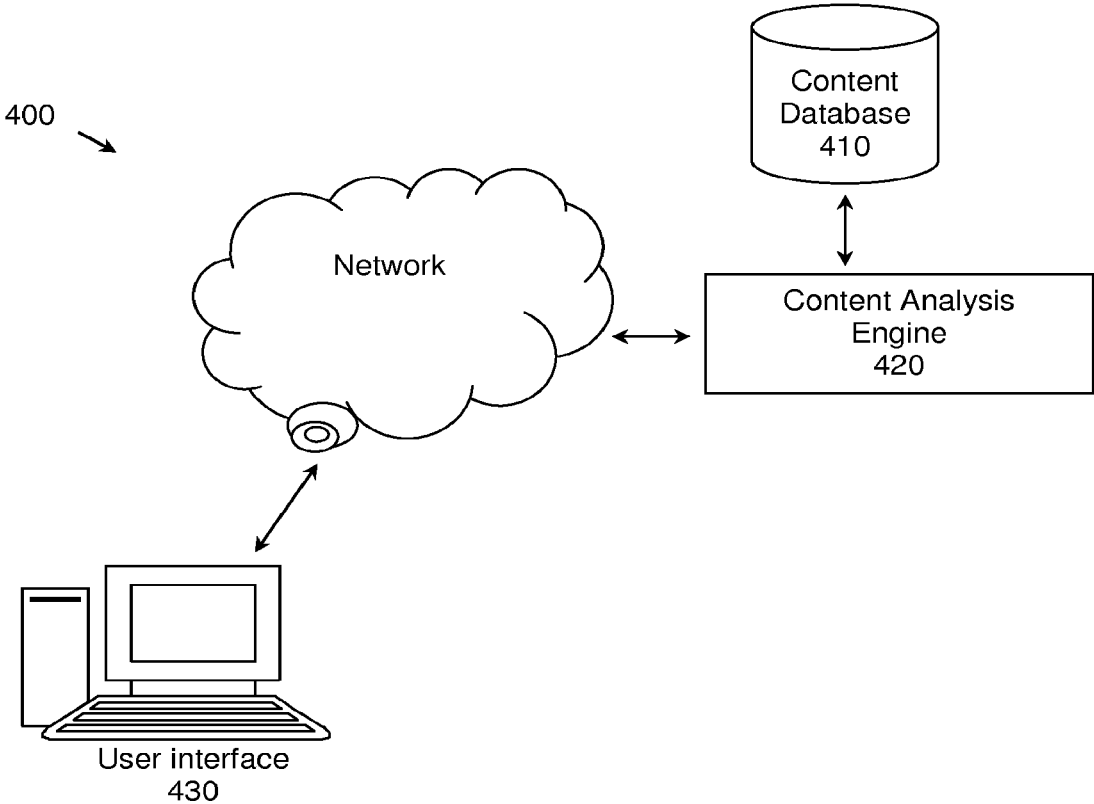 400
Content
Database
410
Network
Content Analysis
Engine
420
User interface
430